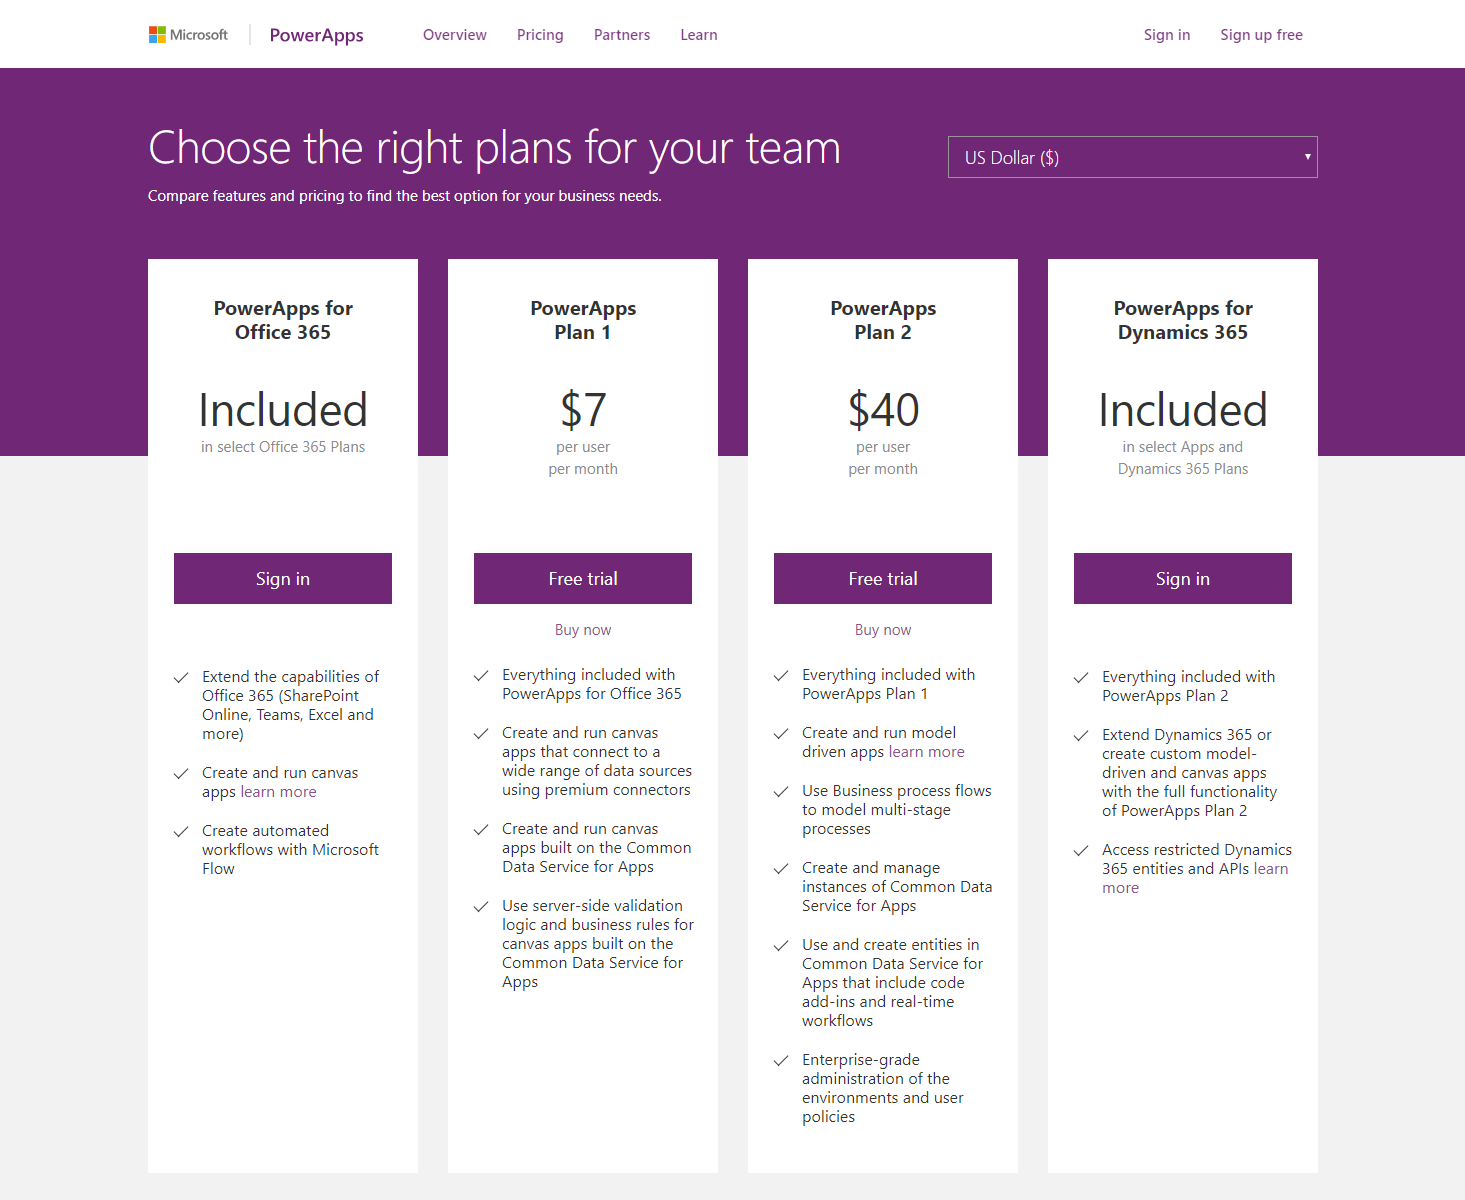 Microsoft PowerApps Overview Pricing Partners Learn Sign in Sign up free
Choose the right plans for your team
US Dollar ($)
Compare features and pricing to find the best option for your business needs.
PowerApps for
Office 365
Included
in select Office 365 Plans
Sign in
Extend the capabilities of
Office 365 (SharePoint
Online, Teams, Excel and
more)
Create and run canvas
apps learn more
Create automated
workflows with Microsoft
Flow
PowerApps
Plan 1
$7
per user
per month
Free trial
Buy now
Everything included with
PowerApps for Office 365
Create and run canvas
apps that connect to a
wide range of data sources
using premium connectors
Create and run canvas
apps built on the Common
Data Service for Apps
Use server-side validation
logic and business rules for
canvas apps built on the
Common Data Service for
Apps
PowerApps
Plan 2
$40
per user
per month
Free trial
Buy now
Everything included with
PowerApps Plan 1
Create and run model
driven apps learn more
Use Business process flows
to model multi-stage
processes
Create and manage
instances of Common Data
Service for Apps
Use and create entities in
Common Data Service for
Apps that include code
add-ins and real-time
workflows
Enterprise-grade
administration of the
environments and user
policies
PowerApps for
Dynamics 365
Included
in select Apps and
Dynamics 365 Plans
Sign in
Everything included with
PowerApps Plan 2
Extend Dynamics 365 or
create custom model-
driven and canvas apps
with the full functionality
of PowerApps Plan 2
Access restricted Dynamics
365 entities and APIs learn
more